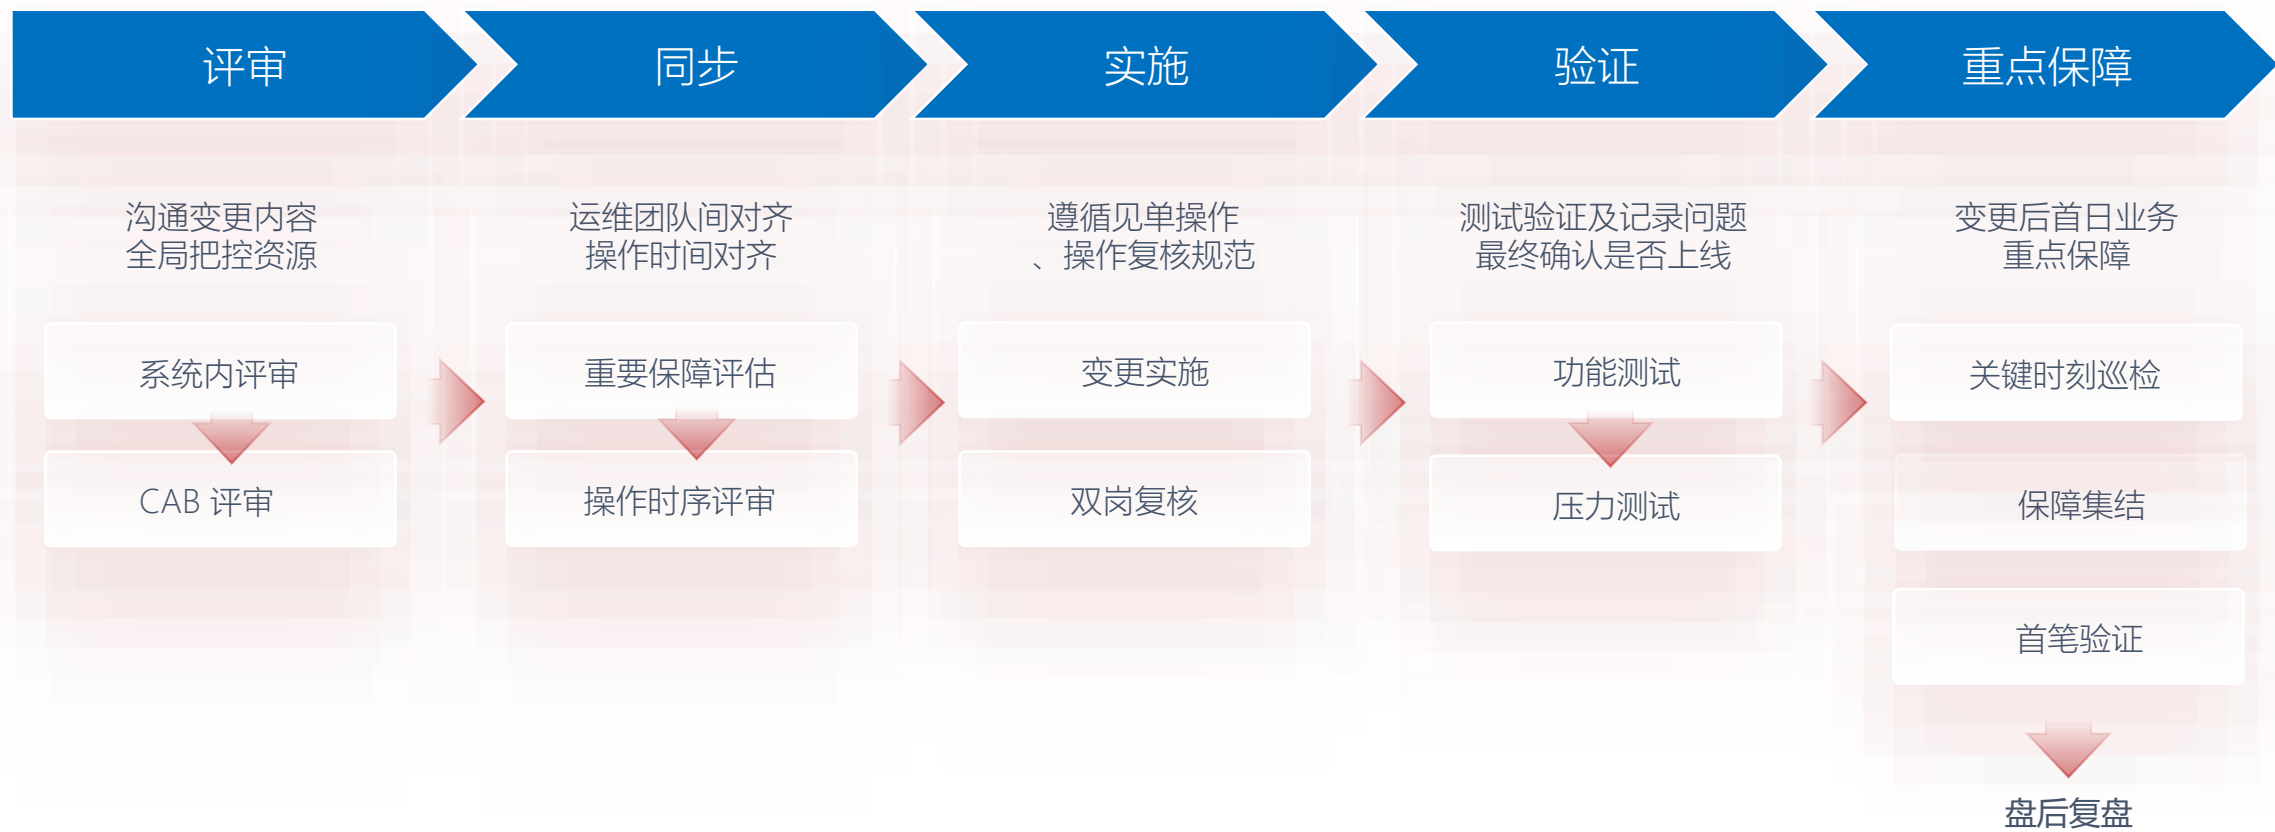 评审
同步
实施
验证
重点保障
沟通变更内容
全局把控资源
运维团队间对齐
操作时间对齐
遵循见单操作
、操作复核规范
测试验证及记录问题
最终确认是否上线
变更后首日业务
重点保障
系统内评审
CAB 评审
重要保障评估
操作时序评审
变更实施
双岗复核
功能测试
压力测试
关键时刻巡检
保障集结
首笔验证
盘后复盘